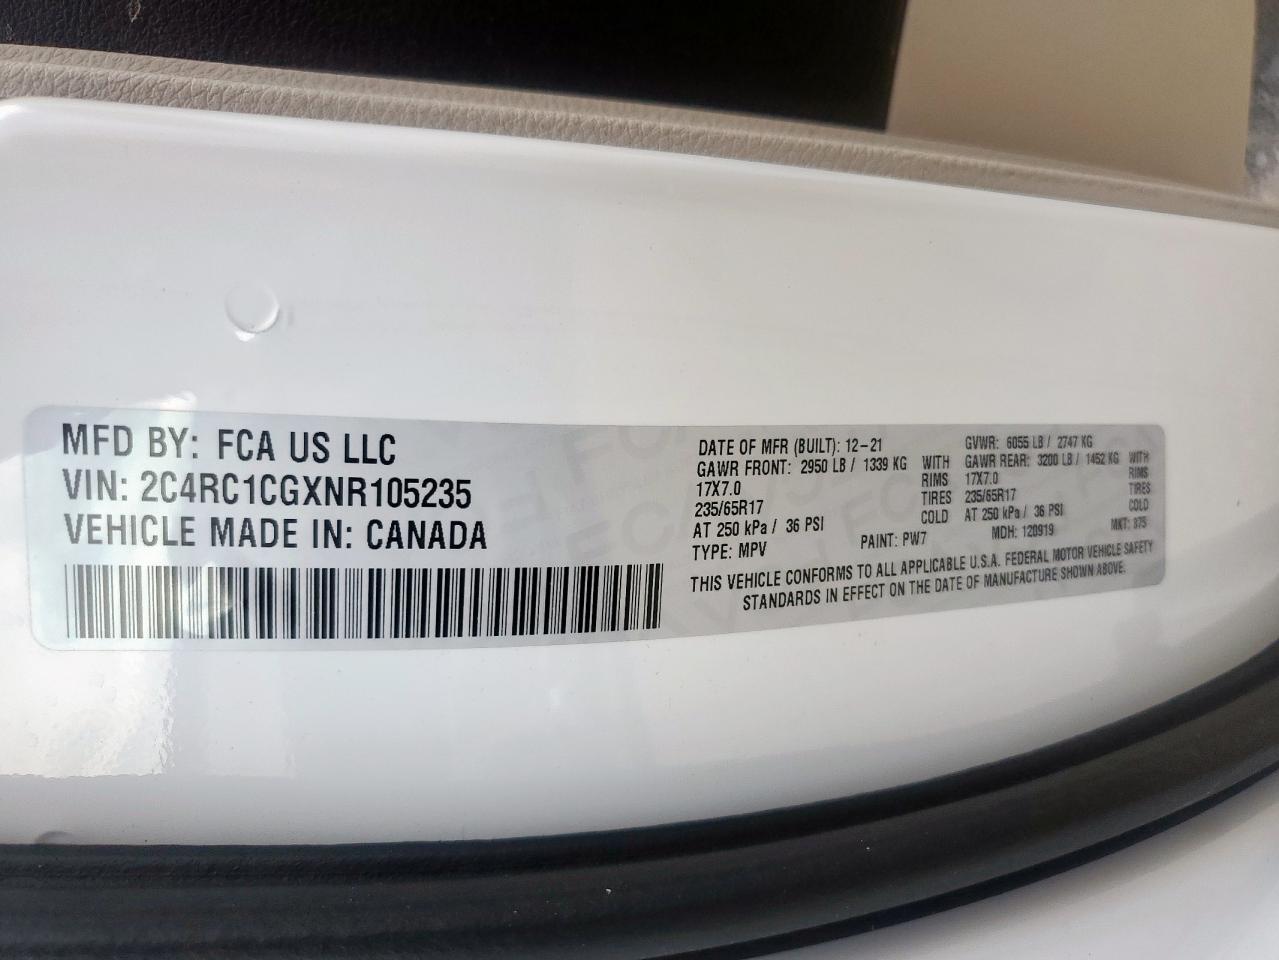 MFD BY: FCA US LLC
VIN: 2C4RC1CGXNR105235
VEHICLE MADE IN: CANADA
DATE OF MFR (BUILT): 12-21 GVWR: 6055 LB / 2747 KG
GAWR FRONT: 2950 LB / 1339 KG WITH GAWR REAR: 3200 LB / 1452 KG WITH
17X7.0 RIMS 17X7.0 RIMS
235/65R17 TIRES 235/65R17 TIRES
AT 250 kPa / 36 PSI COLD AT 250 kPa / 36 PSI COLD
TYPE: MPV PAINT: PW7 MDH: 120919 MKT: 875
THIS VEHICLE CONFORMS TO ALL APPLICABLE U.S.A. FEDERAL MOTOR VEHICLE SAFETY
STANDARDS IN EFFECT ON THE DATE OF MANUFACTURE SHOWN ABOVE.